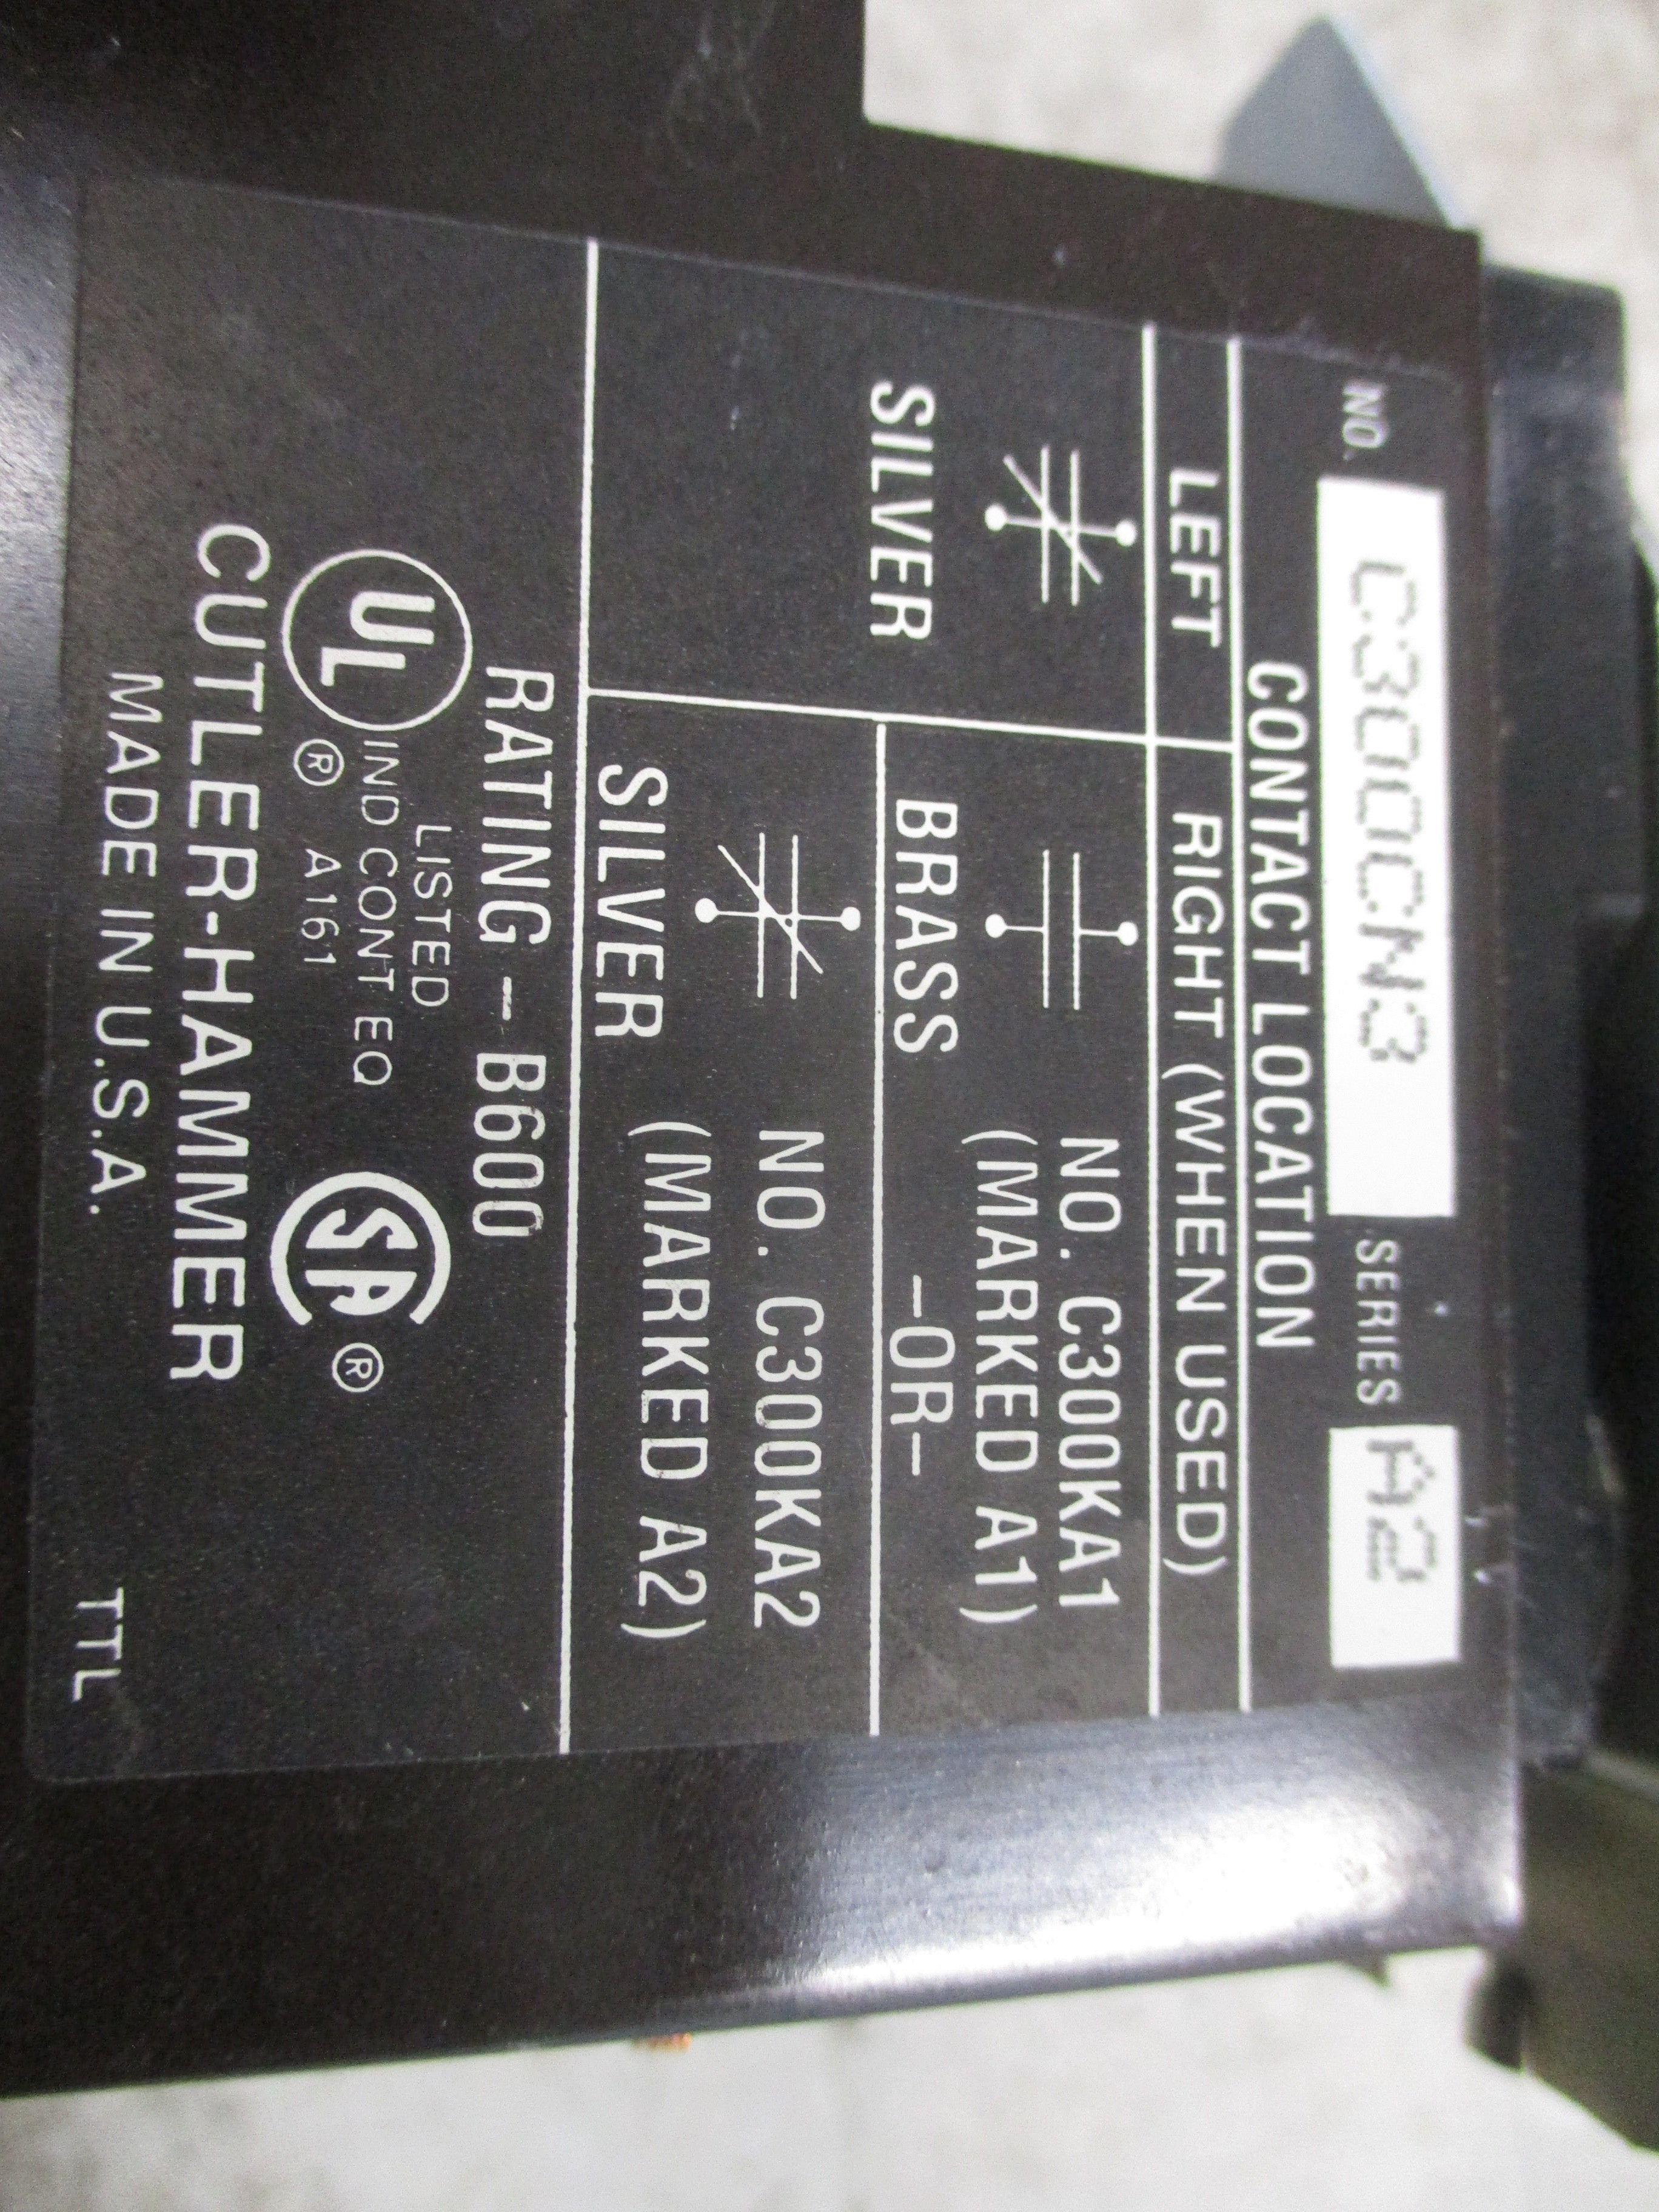 NO. C300CN3 SERIES A2
CONTACT LOCATION
LEFT RIGHT (WHEN USED)
NO. C300KA1
(MARKED A1)
SILVER BRASS
-OR-
NO. C300KA2
(MARKED A2)
SILVER
RATING - B600
LISTED
UL IND CONT EQ SA ®
® A161
CUTLER-HAMMER
MADE IN U.S.A.
TTL